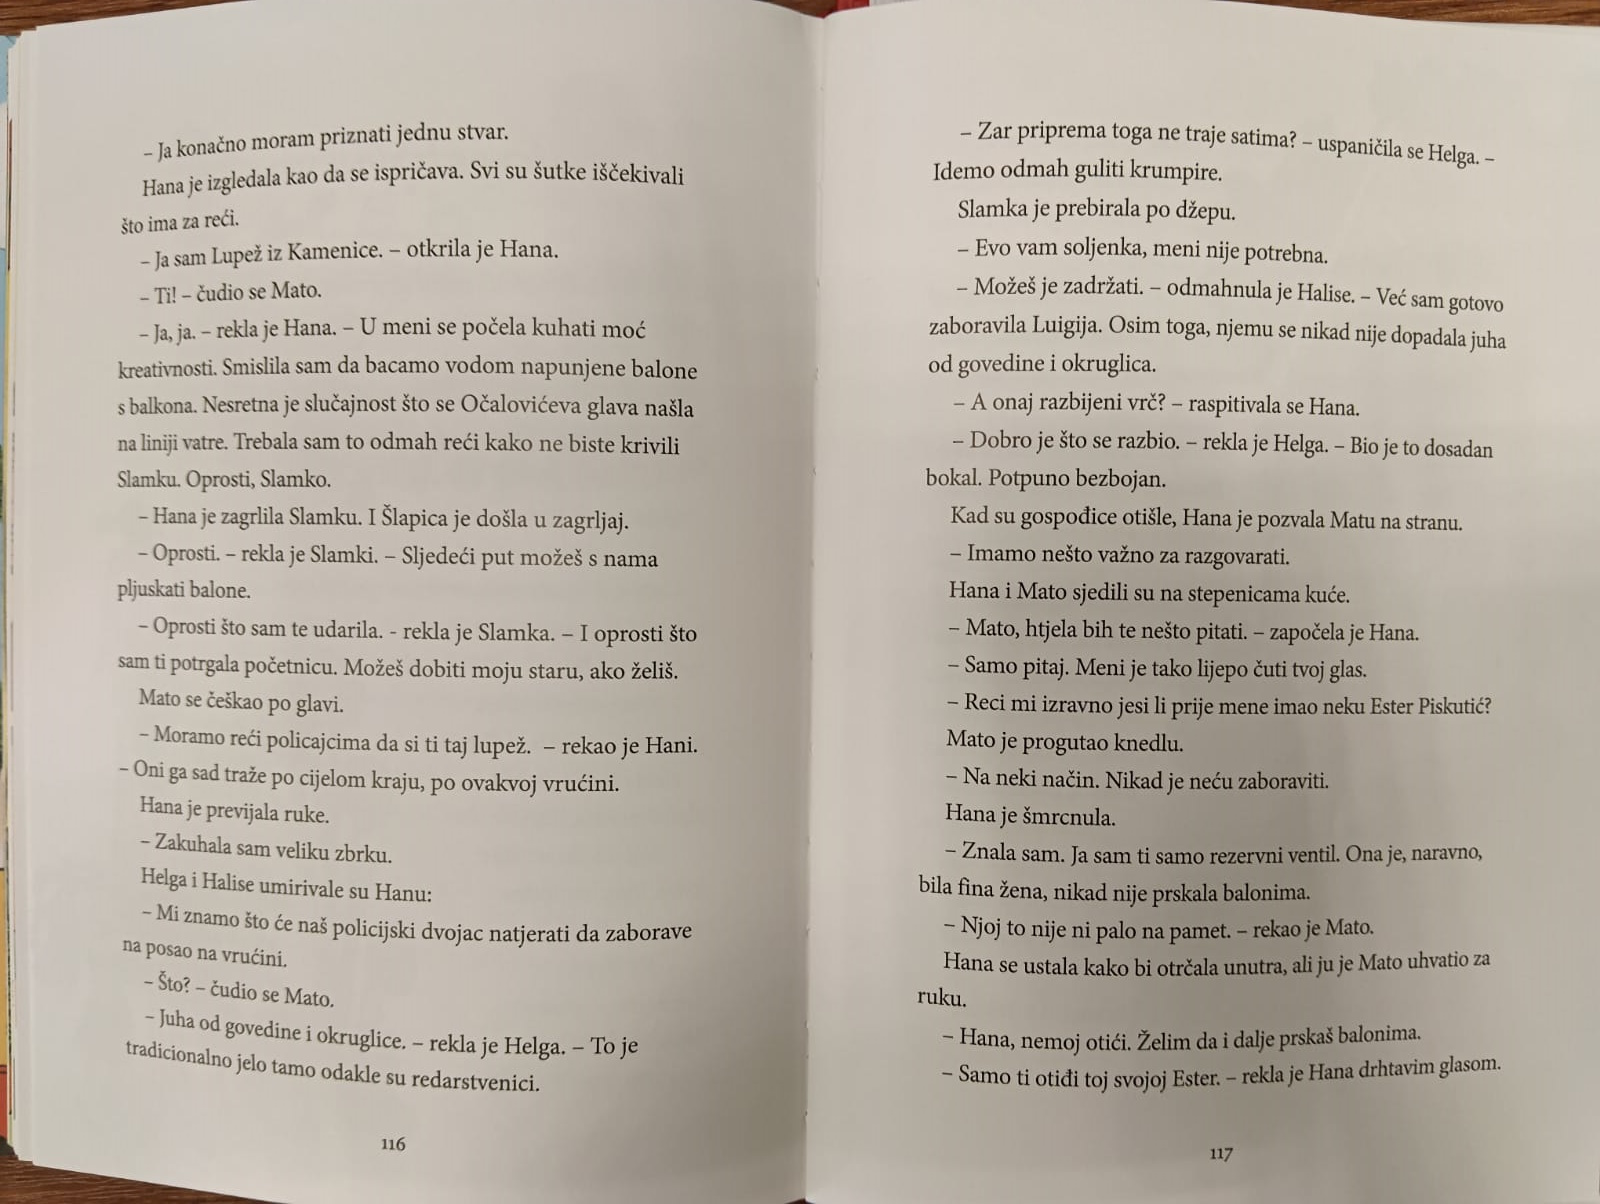 – Ja konačno moram priznati jednu stvar.
Hana je izgledala kao da se ispričava. Svi su šutke iščekivali
što ima za reći.
– Ja sam Lupež iz Kamenice. – otkrila je Hana.
– Ti! – čudio se Mato.
– Ja, ja. – rekla je Hana. – U meni se počela kuhati moć
kreativnosti. Smislila sam da bacamo vodom napunjene balone
s balkona. Nesretna je slučajnost što se Očalovićeva glava našla
na liniji vatre. Trebala sam to odmah reći kako ne biste krivili
Slamku. Oprosti, Slamko.
– Hana je zagrlila Slamku. I Šlapica je došla u zagrljaj.
– Oprosti. – rekla je Slamki. – Sljedeći put možeš s nama
pljuskati balone.
– Oprosti što sam te udarila. - rekla je Slamka. – I oprosti što
sam ti potrgala početnicu. Možeš dobiti moju staru, ako želiš.
Mato se češkao po glavi.
– Moramo reći policajcima da si ti taj lupež. – rekao je Hani.
– Oni ga sad traže po cijelom kraju, po ovakvoj vrućini.
Hana je previjala ruke.
– Zakuhala sam veliku zbrku.
Helga i Halise umirivale su Hanu:
– Mi znamo što će naš policijski dvojac natjerati da zaborave
na posao na vrućini.
– Što? – čudio se Mato.
– Juha od govedine i okruglice. – rekla je Helga. – To je
tradicionalno jelo tamo odakle su redarstvenici.
116
– Zar priprema toga ne traje satima? – uspaničila se Helga. –
Idemo odmah guliti krumpire.
Slamka je prebirala po džepu.
– Evo vam soljenka, meni nije potrebna.
– Možeš je zadržati. – odmahnula je Halise. – Već sam gotovo
zaboravila Luigija. Osim toga, njemu se nikad nije dopadala juha
od govedine i okruglica.
– A onaj razbijeni vrč? – raspitivala se Hana.
– Dobro je što se razbio. – rekla je Helga. – Bio je to dosadan
bokal. Potpuno bezbojan.
Kad su gospođice otišle, Hana je pozvala Matu na stranu.
– Imamo nešto važno za razgovarati.
Hana i Mato sjedili su na stepenicama kuće.
– Mato, htjela bih te nešto pitati. – započela je Hana.
– Samo pitaj. Meni je tako lijepo čuti tvoj glas.
– Reci mi izravno jesi li prije mene imao neku Ester Piskutić?
Mato je progutao knedlu.
– Na neki način. Nikad je neću zaboraviti.
Hana je šmrcnula.
– Znala sam. Ja sam ti samo rezervni ventil. Ona je, naravno,
bila fina žena, nikad nije prskala balonima.
– Njoj to nije ni palo na pamet. – rekao je Mato.
Hana se ustala kako bi otrčala unutra, ali ju je Mato uhvatio za
ruku.
– Hana, nemoj otići. Želim da i dalje prskaš balonima.
– Samo ti otiđi toj svojoj Ester. – rekla je Hana drhtavim glasom.
117